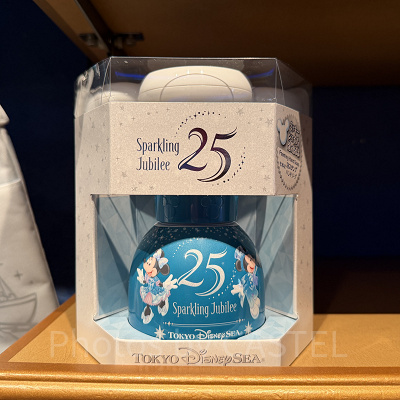 Sparkling
Jubilee
25
25
Sparkling Jubilee
TOKYO DisneySEA
TOKYO DisneySEA